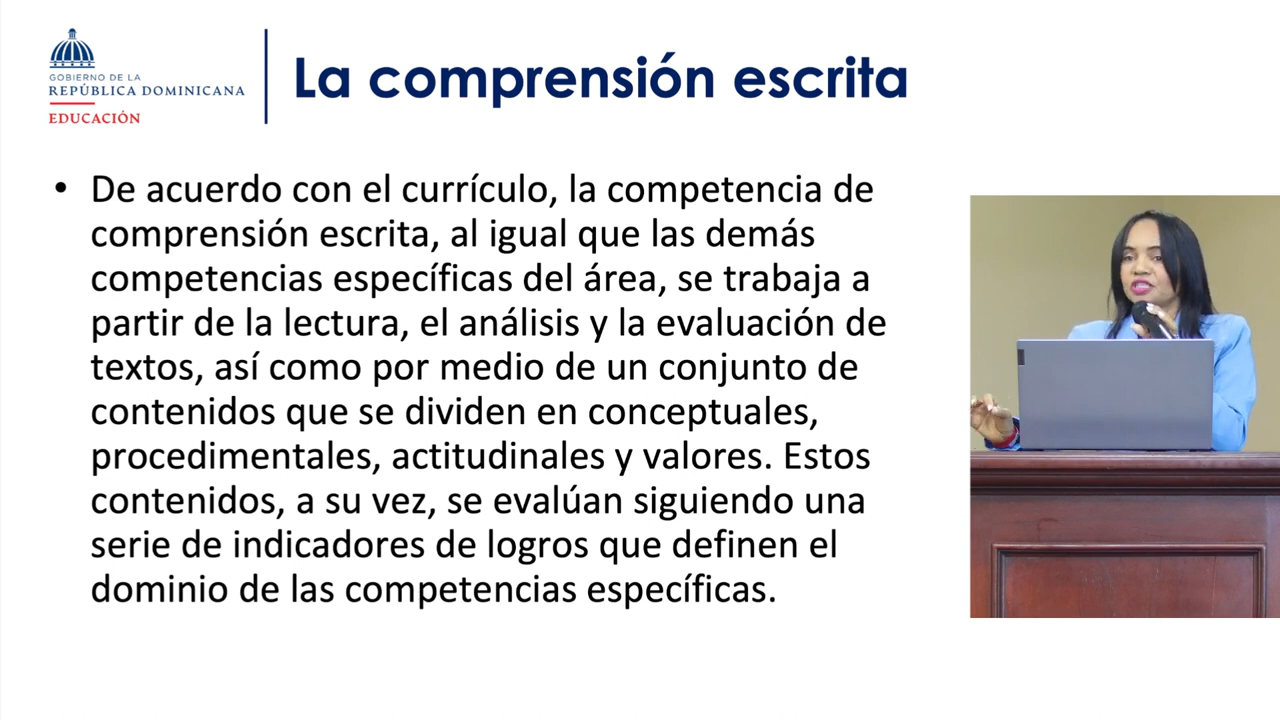 GOBIERNO DE LA
REPÚBLICA DOMINICANA
EDUCACIÓN
La comprensión escrita
• De acuerdo con el currículo, la competencia de
comprensión escrita, al igual que las demás
competencias específicas del área, se trabaja a
partir de la lectura, el análisis y la evaluación de
textos, así como por medio de un conjunto de
contenidos que se dividen en conceptuales,
procedimentales, actitudinales y valores. Estos
contenidos, a su vez, se evalúan siguiendo una
serie de indicadores de logros que definen el
dominio de las competencias específicas.